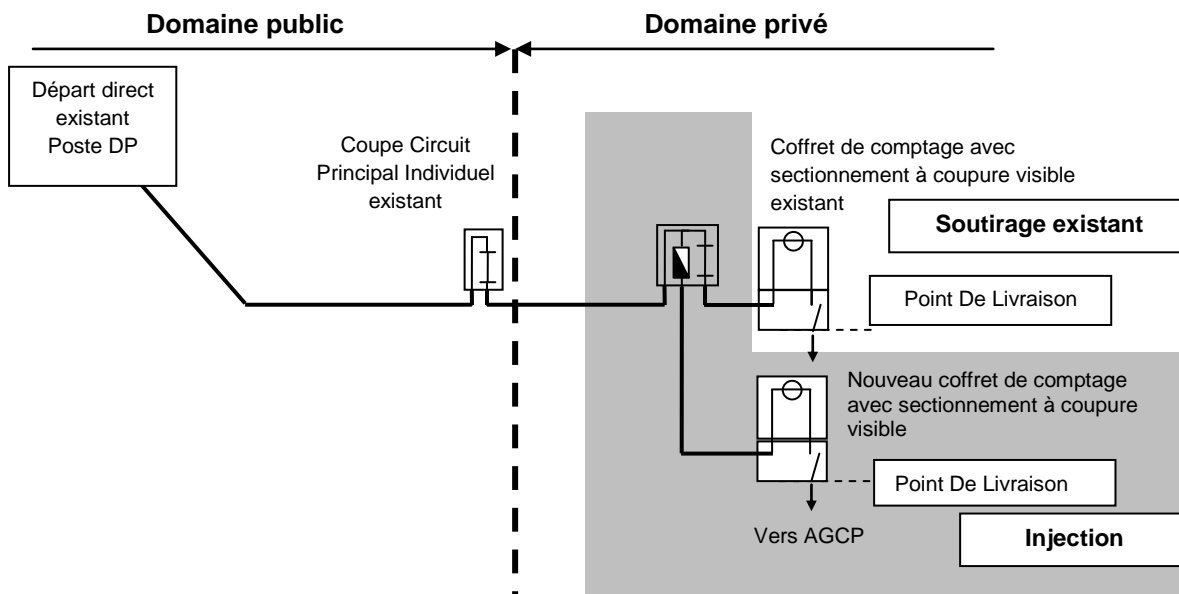 Domaine public
Domaine privé
Départ direct
existant
Poste DP
Coupe Circuit
Principal Individuel
existant
Coffret de comptage avec
sectionnement à coupure visible
existant
Soutirage existant
Point De Livraison
Nouveau coffret de comptage
avec sectionnement à coupure
visible
Point De Livraison
Vers AGCP
Injection